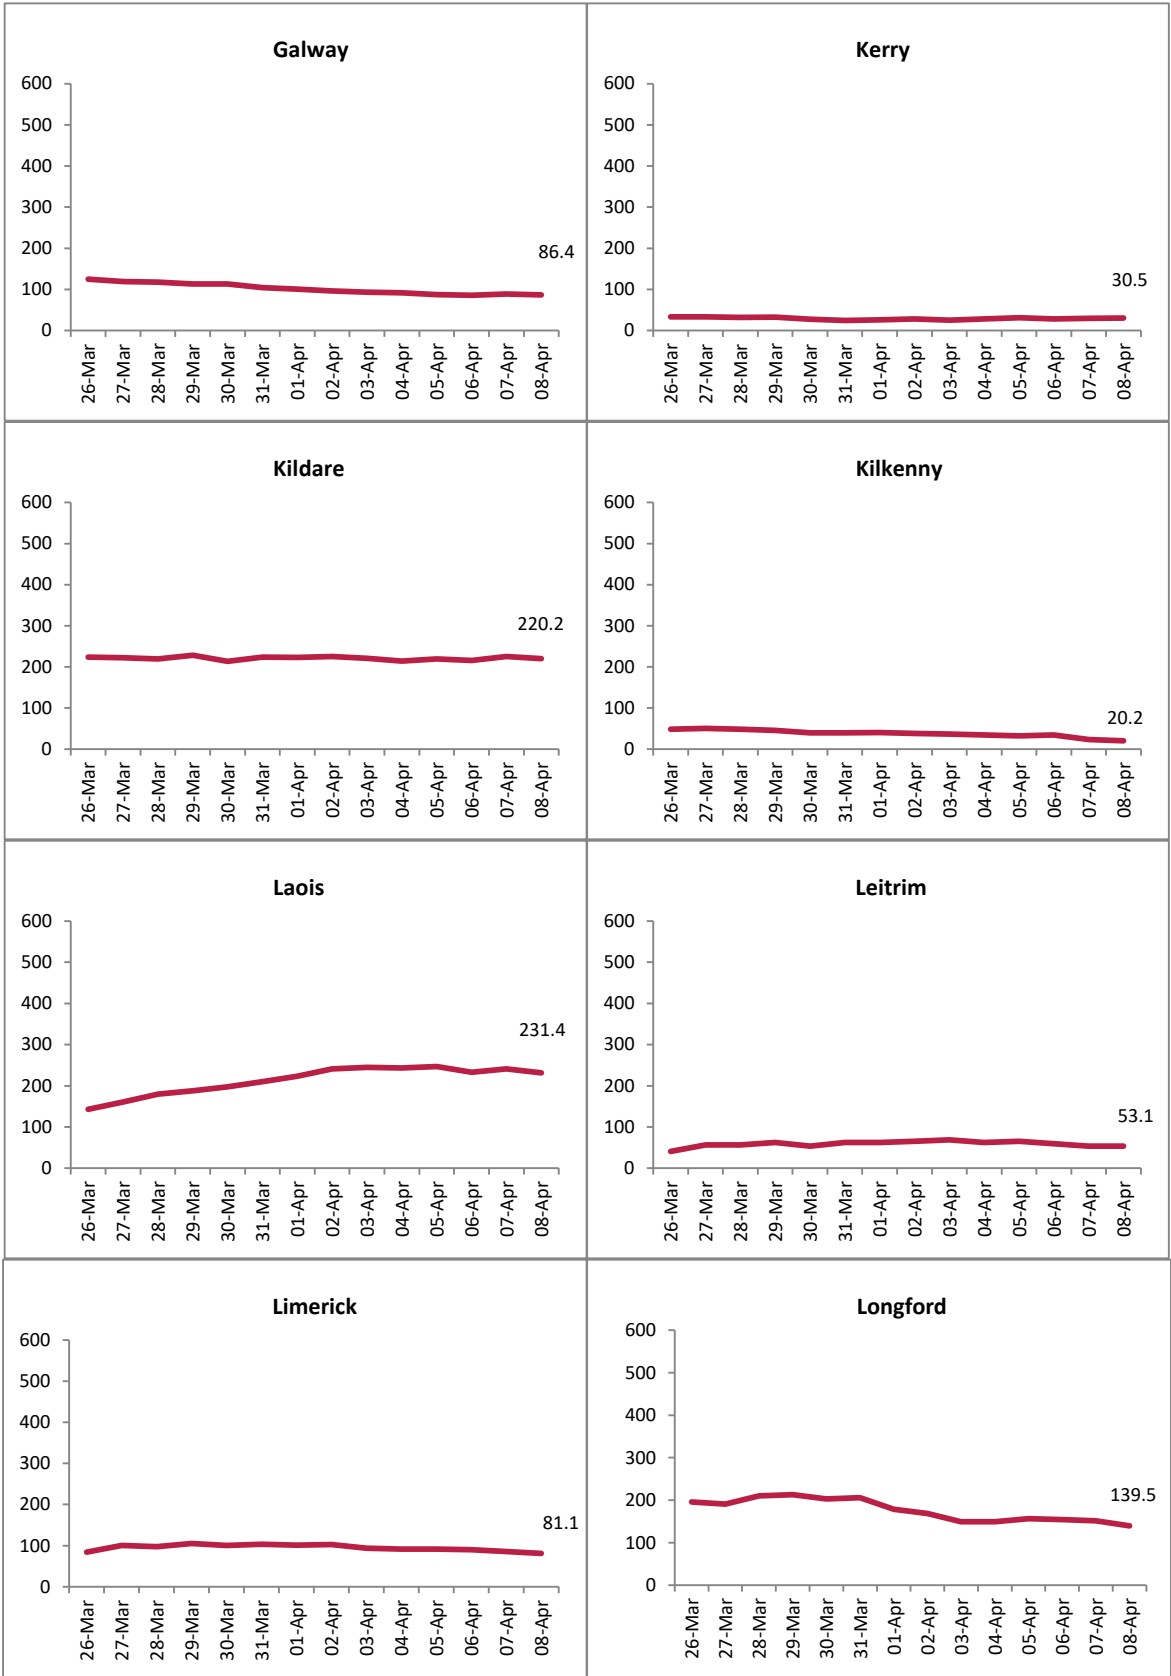 Galway
600
500
400
300
200
100
0
86.4
26-Mar
27-Mar
28-Mar
29-Mar
30-Mar
31-Mar
01-Apr
02-Apr
03-Apr
04-Apr
05-Apr
06-Apr
07-Apr
08-Apr
Kerry
600
500
400
300
200
100
0
30.5
26-Mar
27-Mar
28-Mar
29-Mar
30-Mar
31-Mar
01-Apr
02-Apr
03-Apr
04-Apr
05-Apr
06-Apr
07-Apr
08-Apr
Kildare
600
500
400
300
200
100
0
220.2
26-Mar
27-Mar
28-Mar
29-Mar
30-Mar
31-Mar
01-Apr
02-Apr
03-Apr
04-Apr
05-Apr
06-Apr
07-Apr
08-Apr
Kilkenny
600
500
400
300
200
100
0
20.2
26-Mar
27-Mar
28-Mar
29-Mar
30-Mar
31-Mar
01-Apr
02-Apr
03-Apr
04-Apr
05-Apr
06-Apr
07-Apr
08-Apr
Laois
600
500
400
300
200
100
0
231.4
26-Mar
27-Mar
28-Mar
29-Mar
30-Mar
31-Mar
01-Apr
02-Apr
03-Apr
04-Apr
05-Apr
06-Apr
07-Apr
08-Apr
Leitrim
600
500
400
300
200
100
0
53.1
26-Mar
27-Mar
28-Mar
29-Mar
30-Mar
31-Mar
01-Apr
02-Apr
03-Apr
04-Apr
05-Apr
06-Apr
07-Apr
08-Apr
Limerick
600
500
400
300
200
100
0
81.1
26-Mar
27-Mar
28-Mar
29-Mar
30-Mar
31-Mar
01-Apr
02-Apr
03-Apr
04-Apr
05-Apr
06-Apr
07-Apr
08-Apr
Longford
600
500
400
300
200
100
0
139.5
26-Mar
27-Mar
28-Mar
29-Mar
30-Mar
31-Mar
01-Apr
02-Apr
03-Apr
04-Apr
05-Apr
06-Apr
07-Apr
08-Apr